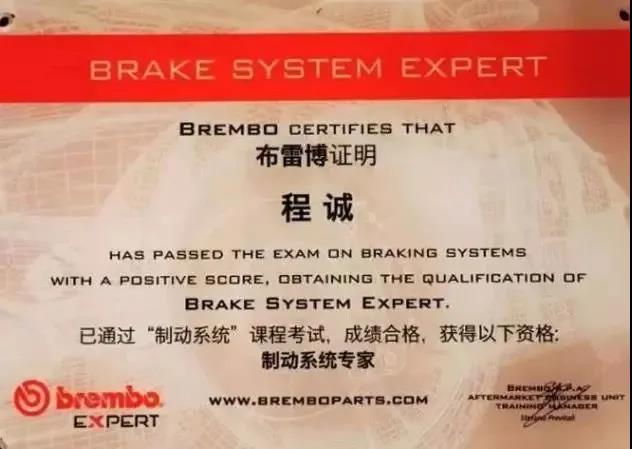 BRAKE SYSTEM EXPERT
BREMBO CERTIFIES THAT
布雷博证明
程 诚
HAS PASSED THE EXAM ON BRAKING SYSTEMS
WITH A POSITIVE SCORE, OBTAINING THE QUALIFICATION OF
BRAKE SYSTEM EXPERT.
已通过“制动系统”课程考试，成绩合格，获得以下资格:
制动系统专家
brembo
EXPERT
WWW.BREMBOPARTS.COM
BREMBO
AFTERMARKET BUSINESS UNIT
TRAINING MANAGER